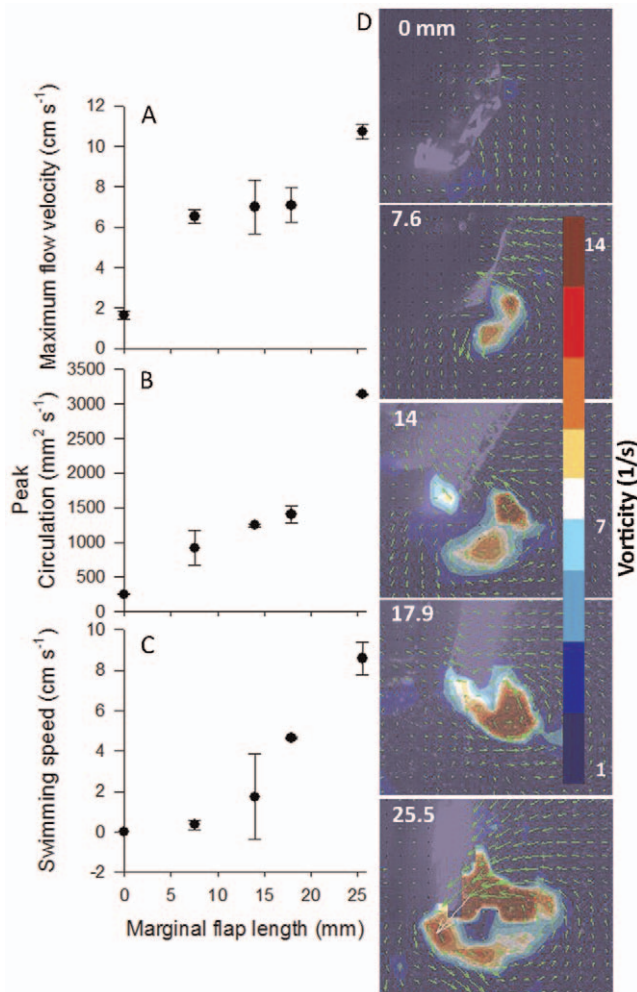 A
Maximum flow velocity (cm s⁻¹)
12
10
8
6
4
2
0
B
Peak
Circulation (mm² s⁻¹)
3500
3000
2500
2000
1500
1000
500
0
C
Swimming speed (cm s⁻¹)
10
8
6
4
2
0
-2
0 5 10 15 20 25
Marginal flap length (mm)
D
0 mm
7.6
14
17.9
25.5
14
7
1
Vorticity (1/s)